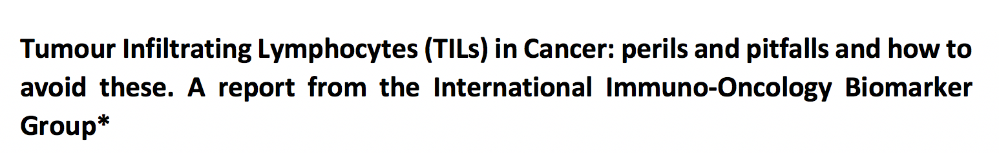 Tumour Infiltrating Lymphocytes (TILs) in Cancer: perils and pitfalls and how to
avoid these. A report from the International Immuno-Oncology Biomarker
Group*